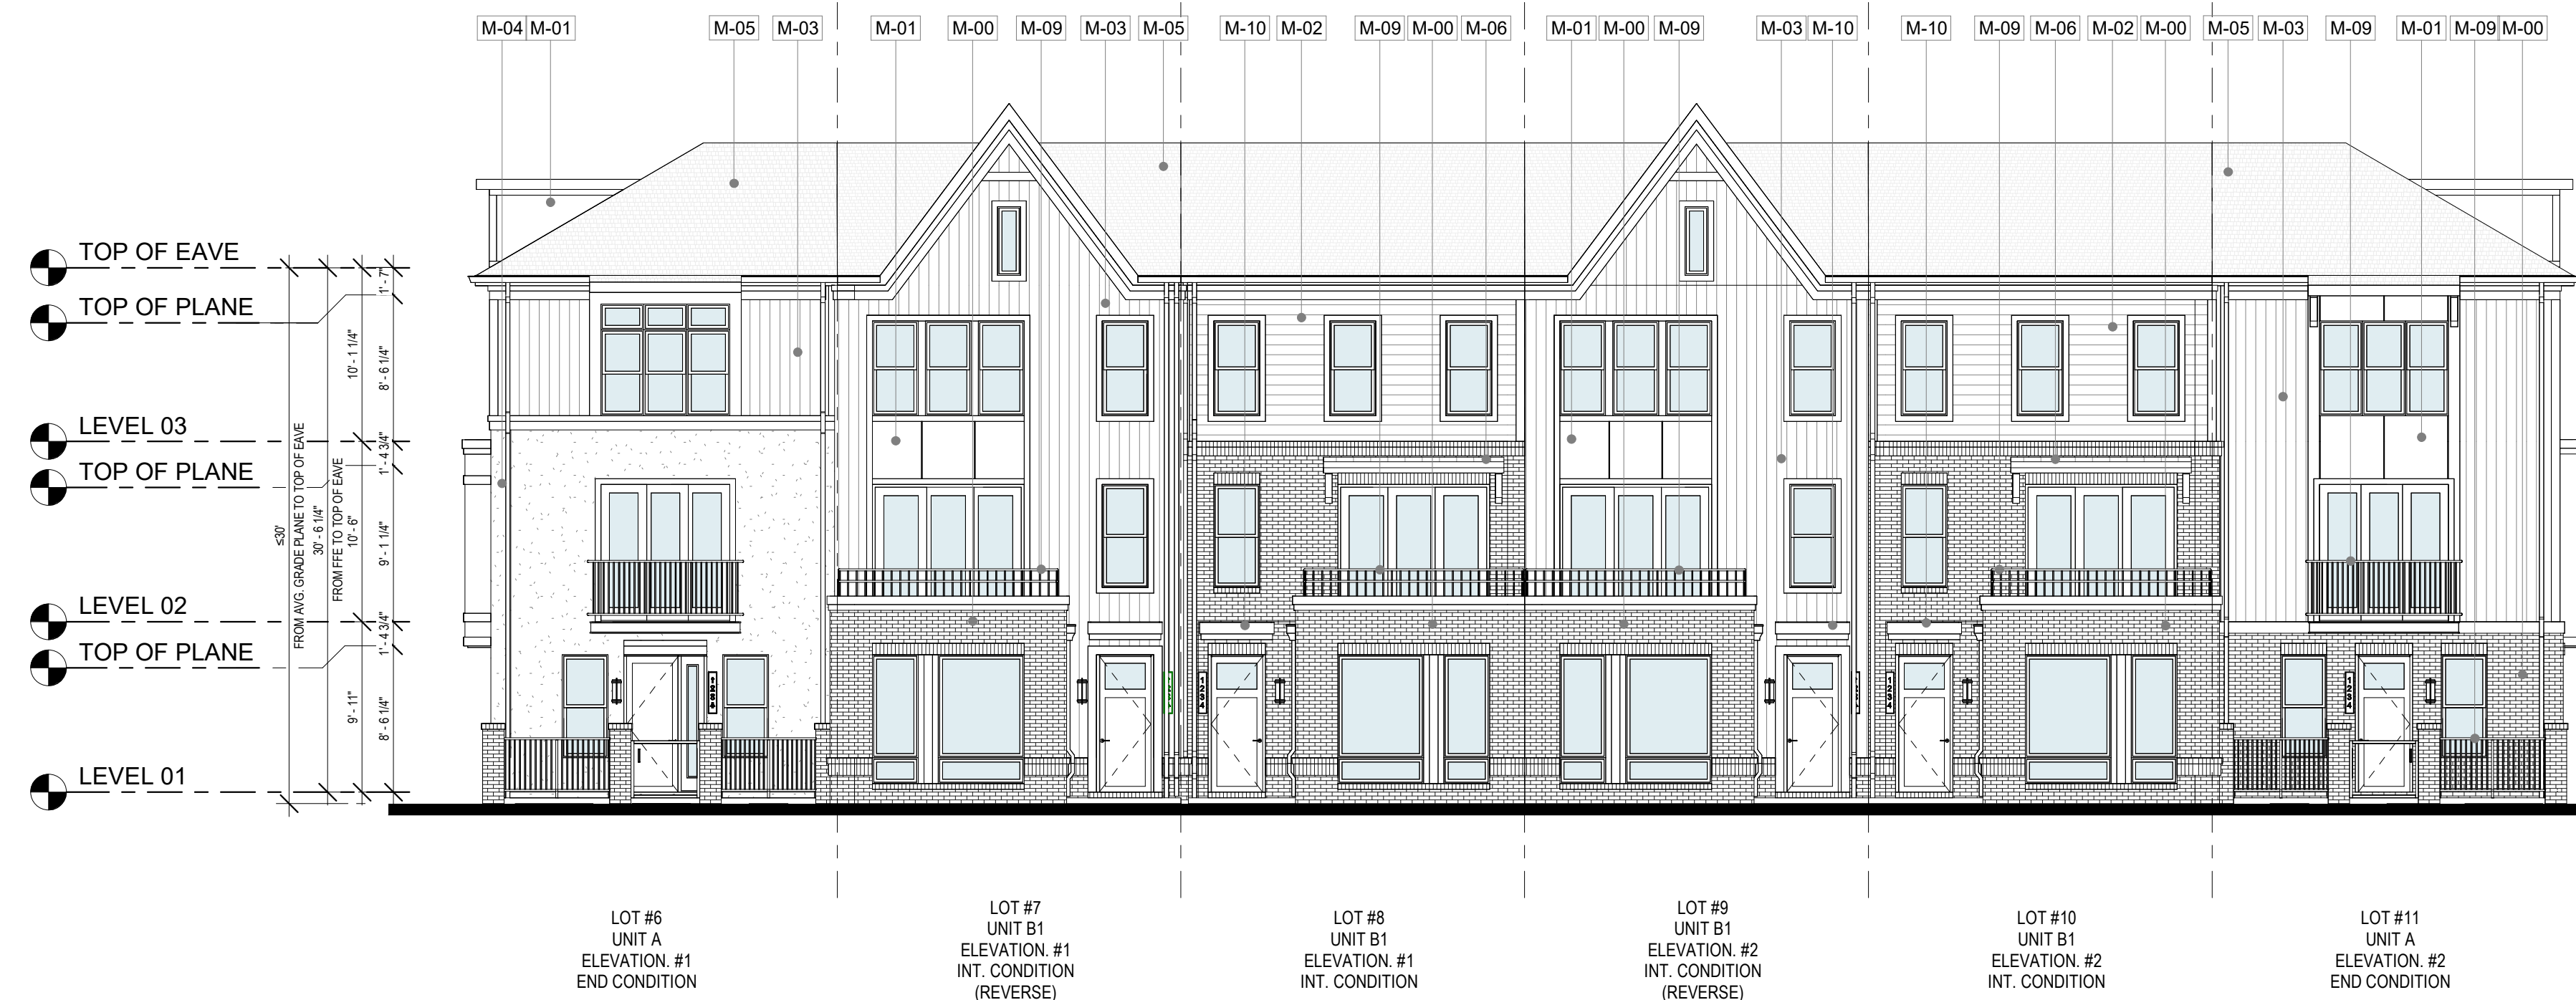 M-04 M-01 M-05 M-03 M-01 M-00 M-09 M-03 M-05 M-10 M-02 M-09 M-00 M-06 M-01 M-00 M-09 M-03 M-10 M-10 M-09 M-06 M-02 M-00 M-05 M-03 M-09 M-01 M-09 M-00
TOP OF EAVE
TOP OF PLANE
LEVEL 03
TOP OF PLANE
LEVEL 02
TOP OF PLANE
LEVEL 01
≤30'
FROM AVG. GRADE PLANE TO TOP OF EAVE
30' - 6 1/4"
FROM FFE TO TOP OF EAVE
10' - 1 1/4"
10' - 6"
9' - 11"
1' - 7"
8' - 6 1/4"
1' - 4 3/4"
9' - 1 1/4"
1' - 4 3/4"
8' - 6 1/4"
1234
1234
1234
1234
LOT #6
UNIT A
ELEVATION. #1
END CONDITION
LOT #7
UNIT B1
ELEVATION. #1
INT. CONDITION
(REVERSE)
LOT #8
UNIT B1
ELEVATION. #1
INT. CONDITION
LOT #9
UNIT B1
ELEVATION. #2
INT. CONDITION
(REVERSE)
LOT #10
UNIT B1
ELEVATION. #2
INT. CONDITION
LOT #11
UNIT A
ELEVATION. #2
END CONDITION